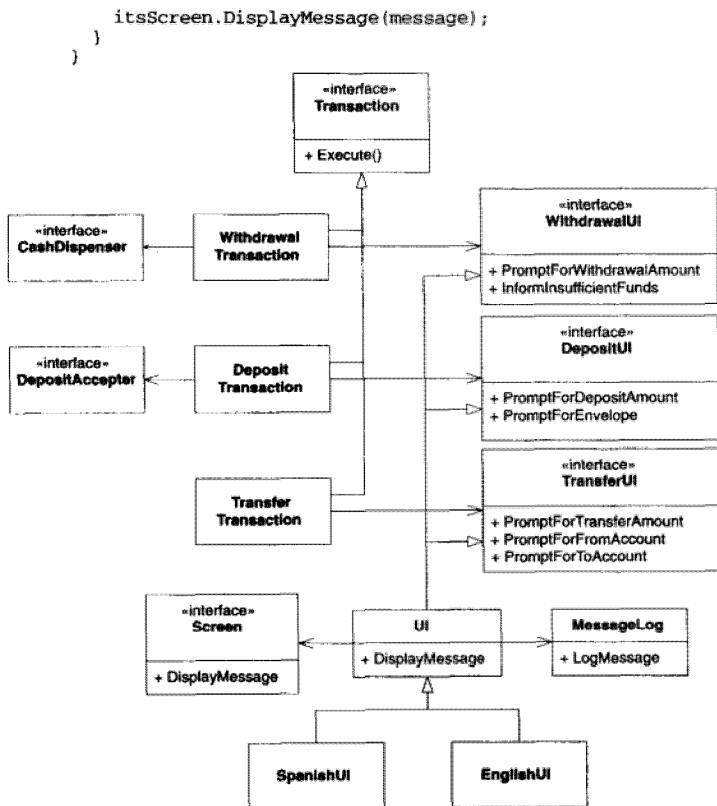 itsScreen.DisplayMessage(message);
}
}
«interface»
Transaction
+ Execute()
«interface»
CashDispenser
Withdrawal
Transaction
«interface»
WithdrawalUI
+ PromptForWithdrawalAmount
+ InformInsufficientFunds
«interface»
DepositAccepter
Deposit
Transaction
«interface»
DepositUI
+ PromptForDepositAmount
+ PromptForEnvelope
Transfer
Transaction
«interface»
TransferUI
+ PromptForTransferAmount
+ PromptForFromAccount
+ PromptForToAccount
«interface»
Screen
+ DisplayMessage
UI
+ DisplayMessage
MessageLog
+ LogMessage
SpanishUI
EnglishUI